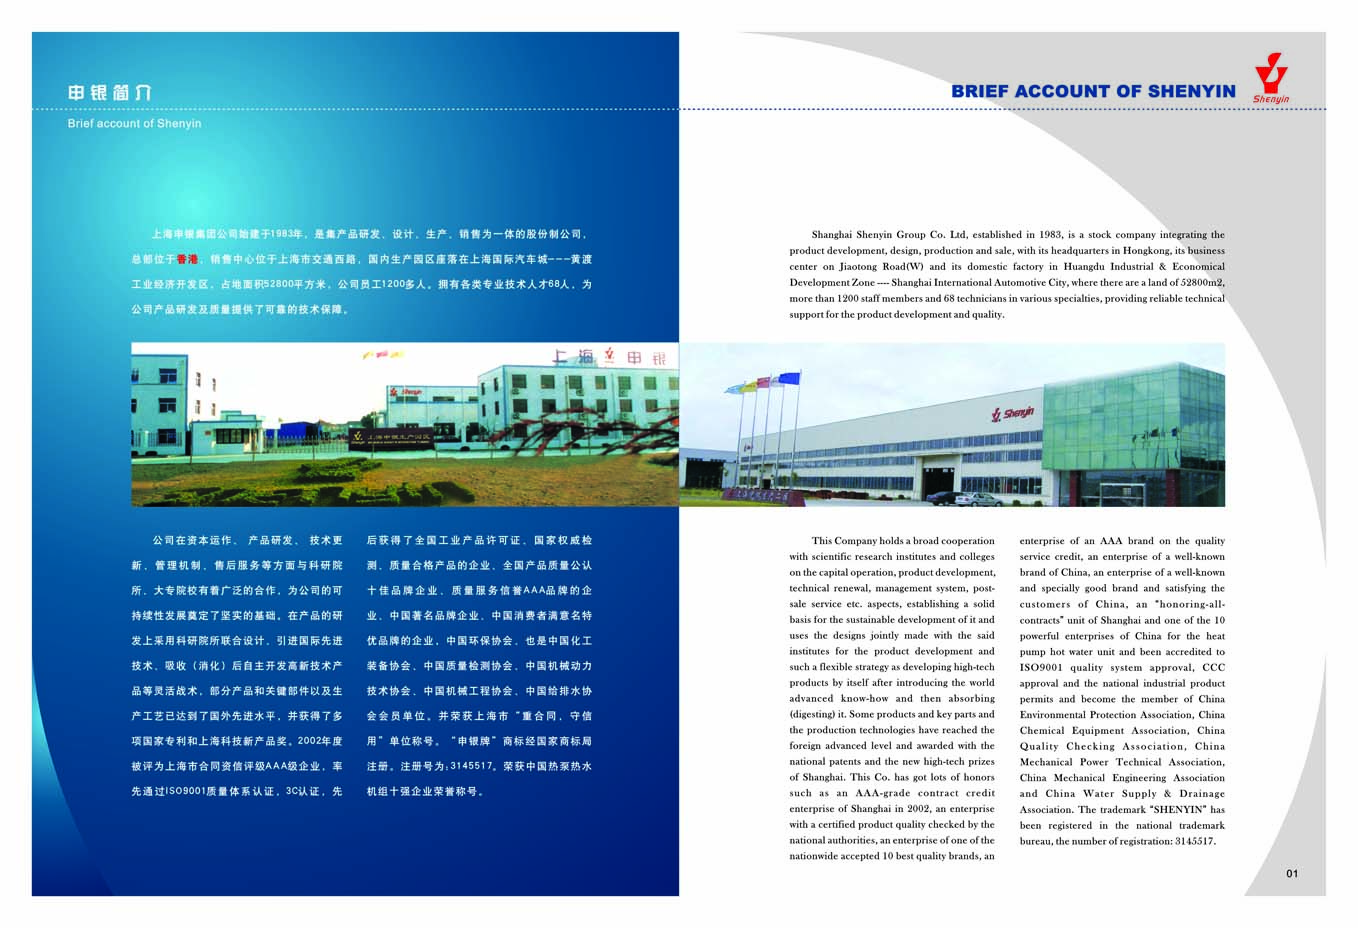 申银简介
Brief account of Shenyin
上海申银集团公司始建于1983年，是集产品研发、设计、生产、销售为一体的股份制公司，
总部位于香港，销售中心位于上海市交通西路，国内生产园区座落在上海国际汽车城---黄渡
工业经济开发区，占地面积52800平方米，公司员工1200多人。拥有各类专业技术人才68人，为
公司产品研发及质量提供了可靠的技术保障。
上海申银
Shenyin
上海申银生产园区
公司在资本运作、 产品研发、 技术更
新、管理机制、售后服务等方面与科研院
所、大专院校有着广泛的合作，为公司的可
持续性发展奠定了坚实的基础。在产品的研
发上采用科研院所联合设计、引进国际先进
技术、吸收（消化）后自主开发高新技术产
品等灵活战术，部分产品和关键部件以及生
产工艺已达到了国外先进水平，并获得了多
项国家专利和上海科技新产品奖。2002年度
被评为上海市合同资信评级AAA级企业，率
先通过ISO9001质量体系认证，3C认证，先
后获得了全国工业产品许可证、国家权威检
测、质量合格产品的企业、全国产品质量公认
十佳品牌企业、质量服务信誉AAA品牌的企
业、中国著名品牌企业、中国消费者满意名特
优品牌的企业，中国环保协会、也是中国化工
装备协会、中国质量检测协会、中国机械动力
技术协会、中国机械工程协会、中国给排水协
会会员单位。并荣获上海市“重合同，守信
用”单位称号。“申银牌”商标经国家商标局
注册。注册号为:3145517。荣获中国热泵热水
机组十强企业荣誉称号。
BRIEF ACCOUNT OF SHENYIN
Shenyin
Shanghai Shenyin Group Co. Ltd, established in 1983, is a stock company integrating the
product development, design, production and sale, with its headquarters in Hongkong, its business
center on Jiaotong Road(W) and its domestic factory in Huangdu Industrial & Economical
Development Zone ---- Shanghai International Automotive City, where there are a land of 52800m2,
more than 1200 staff members and 68 technicians in various specialties, providing reliable technical
support for the product development and quality.
Shenyin
This Company holds a broad cooperation
with scientific research institutes and colleges
on the capital operation, product development,
technical renewal, management system, post-
sale service etc. aspects, establishing a solid
basis for the sustainable development of it and
uses the designs jointly made with the said
institutes for the product development and
such a flexible strategy as developing high-tech
products by itself after introducing the world
advanced know-how and then absorbing
(digesting) it. Some products and key parts and
the production technologies have reached the
foreign advanced level and awarded with the
national patents and the new high-tech prizes
of Shanghai. This Co. has got lots of honors
such as an AAA-grade contract credit
enterprise of Shanghai in 2002, an enterprise
with a certified product quality checked by the
national authorities, an enterprise of one of the
nationwide accepted 10 best quality brands, an
enterprise of an AAA brand on the quality
service credit, an enterprise of a well-known
brand of China, an enterprise of a well-known
and specially good brand and satisfying the
customers of China, an “honoring-all-
contracts” unit of Shanghai and one of the 10
powerful enterprises of China for the heat
pump hot water unit and been accredited to
ISO9001 quality system approval, CCC
approval and the national industrial product
permits and become the member of China
Environmental Protection Association, China
Chemical Equipment Association, China
Quality Checking Association, China
Mechanical Power Technical Association,
China Mechanical Engineering Association
and China Water Supply & Drainage
Association. The trademark “SHENYIN” has
been registered in the national trademark
bureau, the number of registration: 3145517.
01